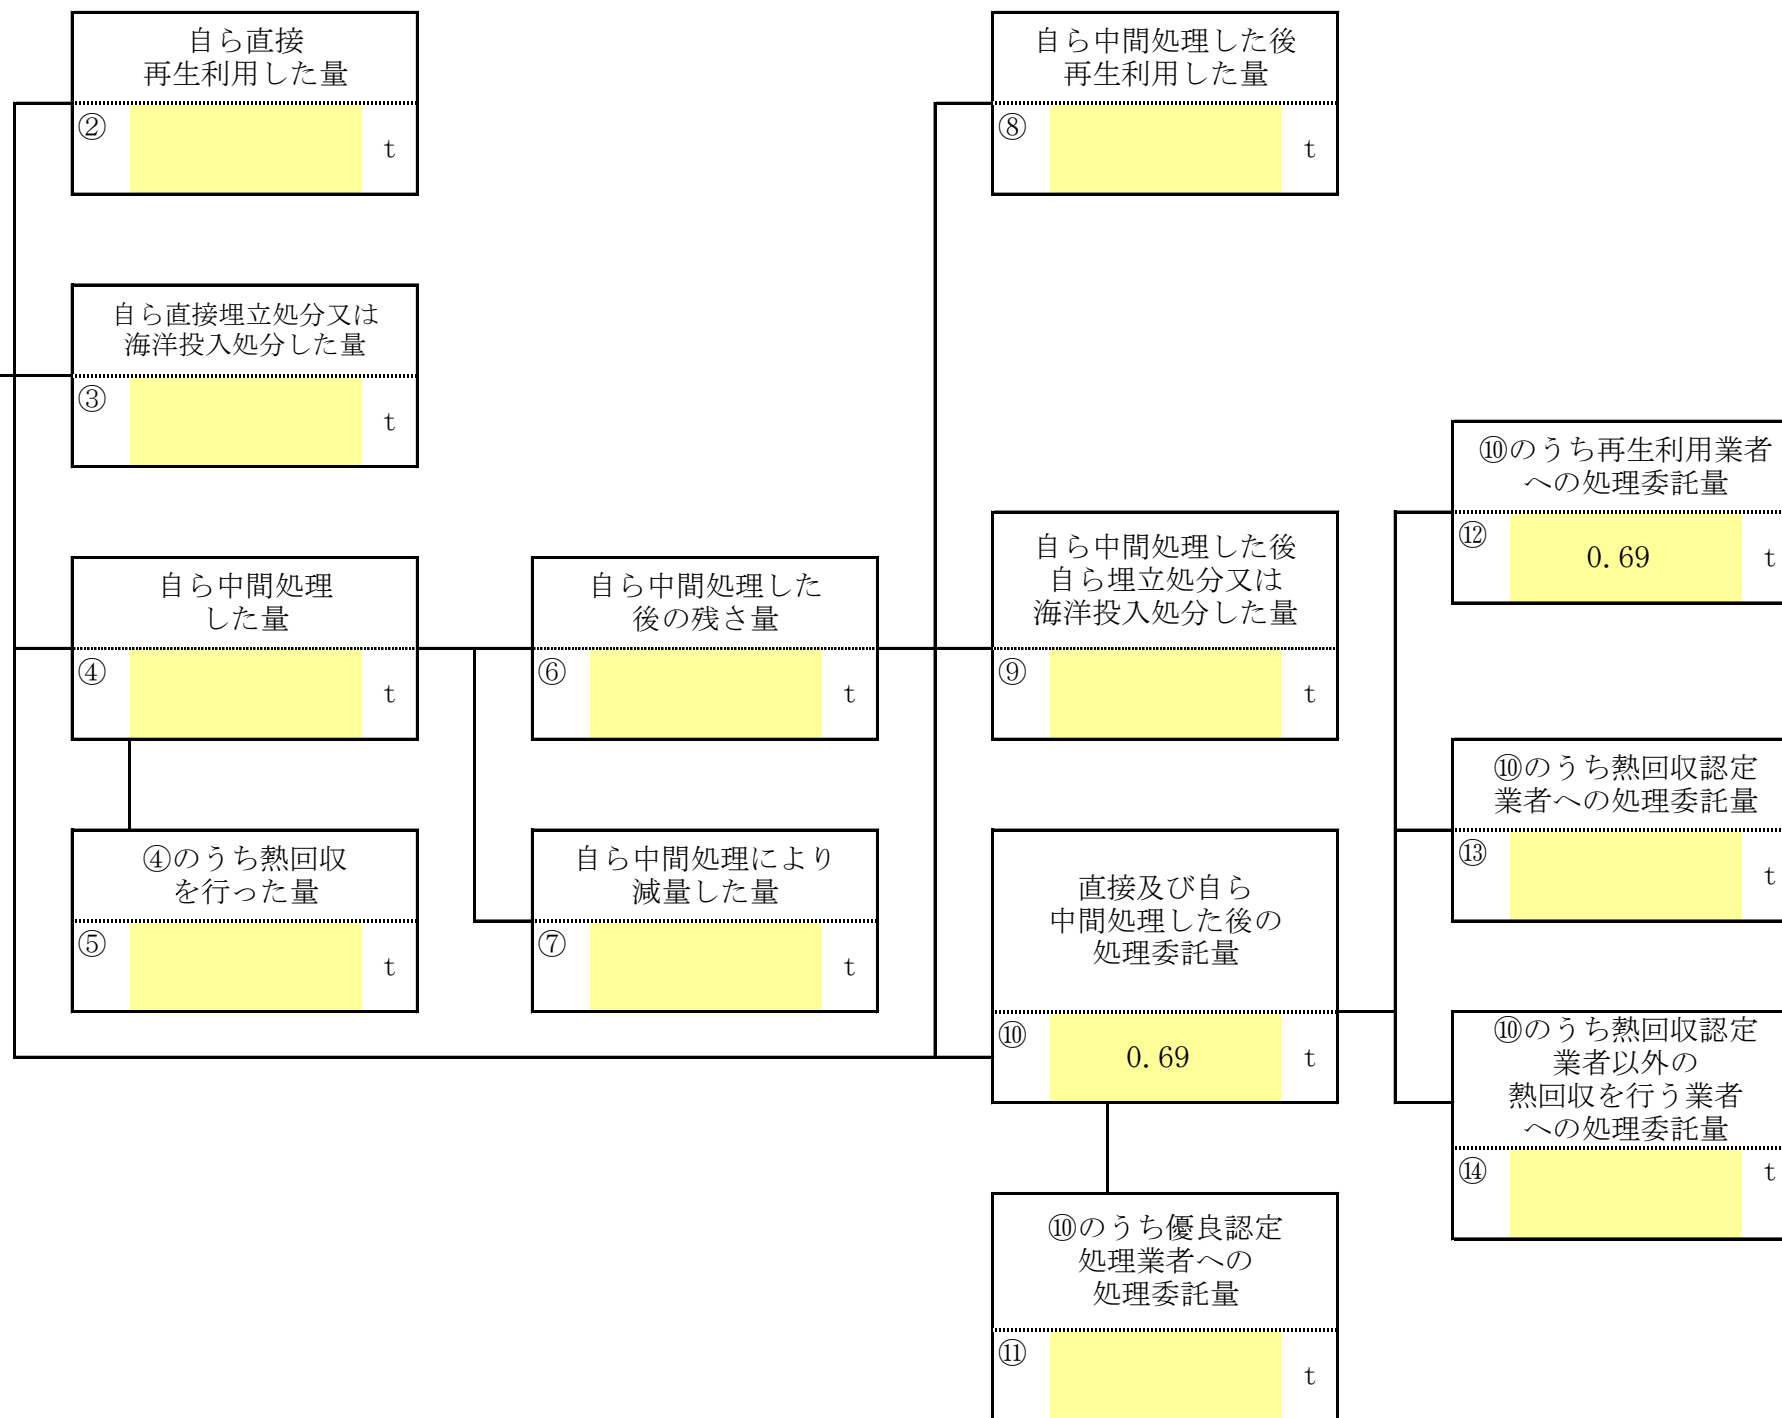 自ら直接
再生利用した量
②
t
自ら中間処理した後
再生利用した量
⑧
t
自ら直接埋立処分又は
海洋投入処分した量
③
t
⑩のうち再生利用業者
への処理委託量
⑫ 0.69 t
自ら中間処理
した量
④
t
自ら中間処理した
後の残さ量
⑥
t
自ら中間処理した後
自ら埋立処分又は
海洋投入処分した量
⑨
t
⑩のうち熱回収認定
業者への処理委託量
⑬
t
④のうち熱回収
を行った量
⑤
t
自ら中間処理により
減量した量
⑦
t
直接及び自ら
中間処理した後の
処理委託量
⑩ 0.69 t
⑩のうち熱回収認定
業者以外の
熱回収を行う業者
への処理委託量
⑭ t
⑩のうち優良認定
処理業者への
処理委託量
⑪
t